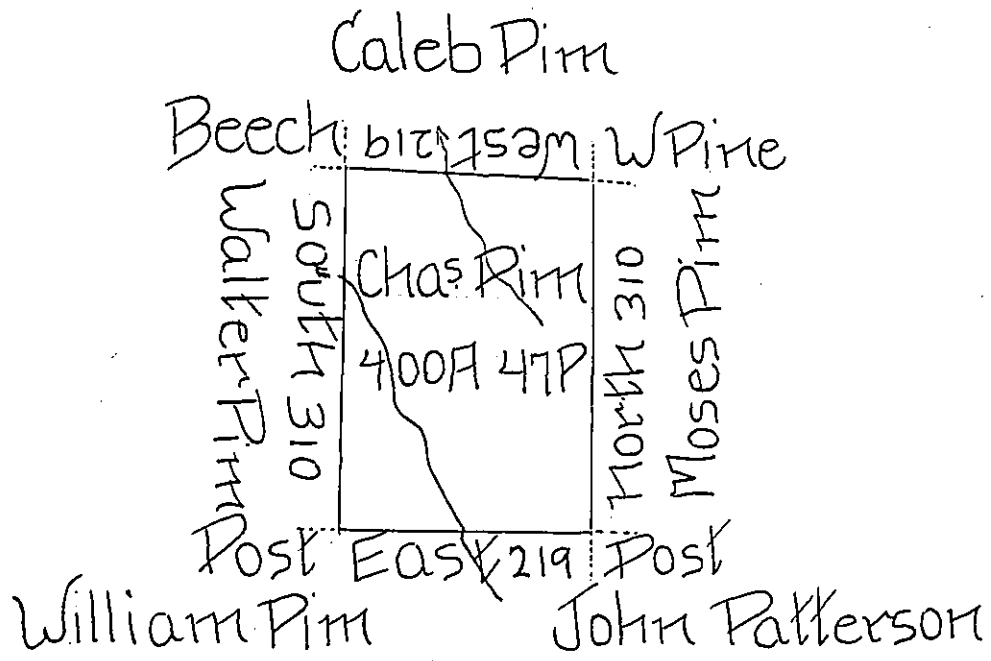 Caleb Pim
Beech
West 219
W Pine
Walter Pim
South 310
Chas Pim
400A 47P
North 310
Moses Pim
Post
East 219
Post
William Pim
John Patterson